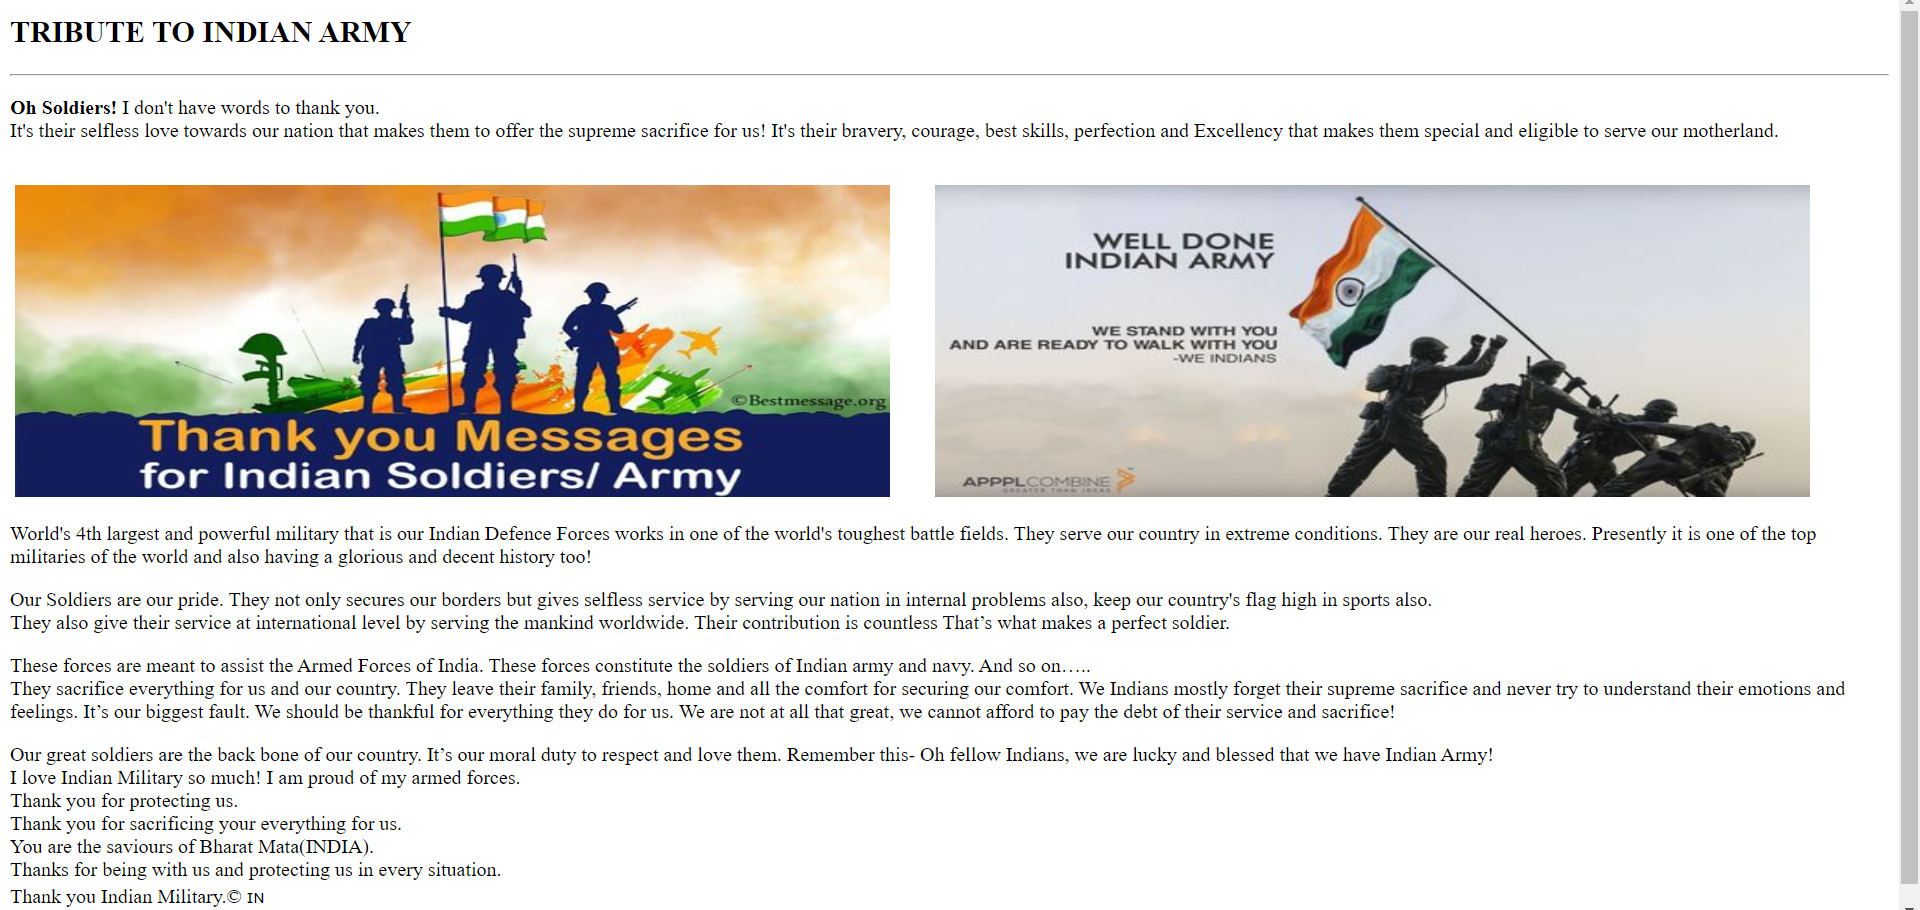 TRIBUTE TO INDIAN ARMY
Oh Soldiers! I don't have words to thank you.
It's their selfless love towards our nation that makes them to offer the supreme sacrifice for us! It's their bravery, courage, best skills, perfection and Excellency that makes them special and eligible to serve our motherland.
©Bestmessage.org
Thank you Messages
for Indian Soldiers/ Army
WELL DONE
INDIAN ARMY
WE STAND WITH YOU
AND ARE READY TO WALK WITH YOU
-WE INDIANS
APPPLCOMBINE
GREATER THAN IDEAS
World's 4th largest and powerful military that is our Indian Defence Forces works in one of the world's toughest battle fields. They serve our country in extreme conditions. They are our real heroes. Presently it is one of the top
militaries of the world and also having a glorious and decent history too!
Our Soldiers are our pride. They not only secures our borders but gives selfless service by serving our nation in internal problems also, keep our country's flag high in sports also.
They also give their service at international level by serving the mankind worldwide. Their contribution is countless That’s what makes a perfect soldier.
These forces are meant to assist the Armed Forces of India. These forces constitute the soldiers of Indian army and navy. And so on…..
They sacrifice everything for us and our country. They leave their family, friends, home and all the comfort for securing our comfort. We Indians mostly forget their supreme sacrifice and never try to understand their emotions and
feelings. It’s our biggest fault. We should be thankful for everything they do for us. We are not at all that great, we cannot afford to pay the debt of their service and sacrifice!
Our great soldiers are the back bone of our country. It’s our moral duty to respect and love them. Remember this- Oh fellow Indians, we are lucky and blessed that we have Indian Army!
I love Indian Military so much! I am proud of my armed forces.
Thank you for protecting us.
Thank you for sacrificing your everything for us.
You are the saviours of Bharat Mata(INDIA).
Thanks for being with us and protecting us in every situation.
Thank you Indian Military.© IN